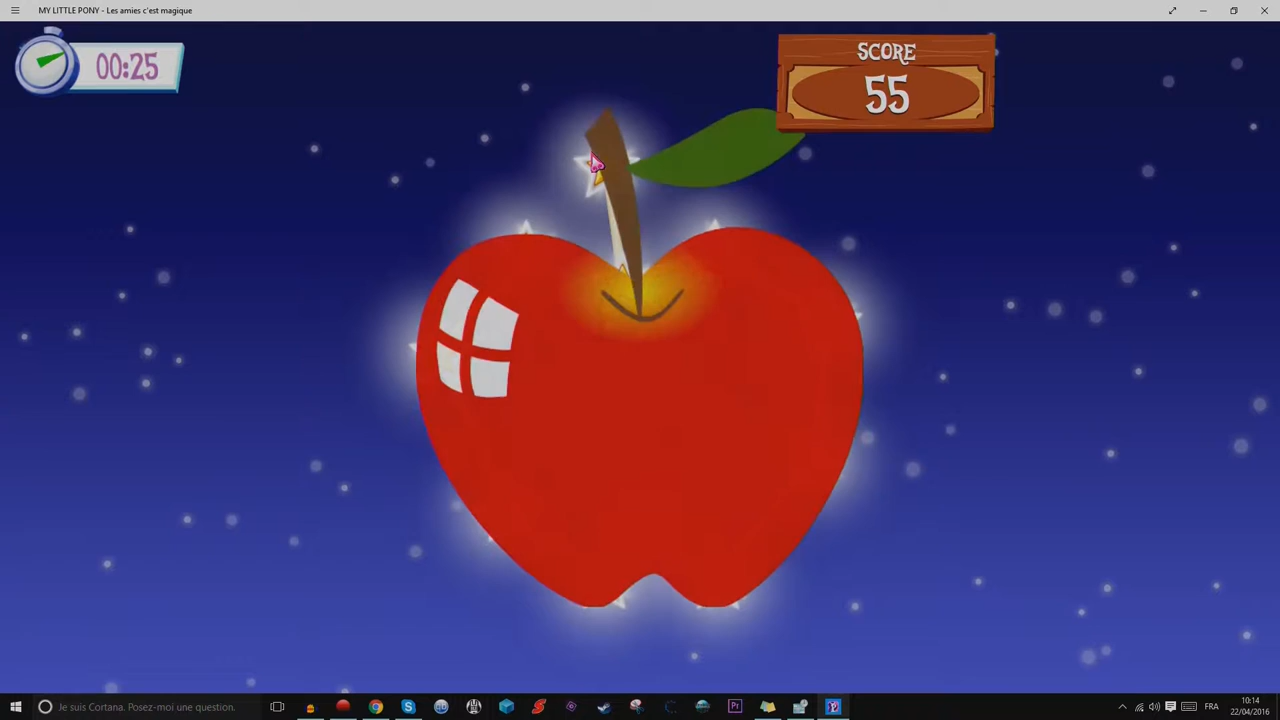 MY LITTLE PONY - Les amies c'est magique
00:25
SCORE
55
Je suis Cortana. Posez-moi une question.
FRA
10:14
22/04/2016